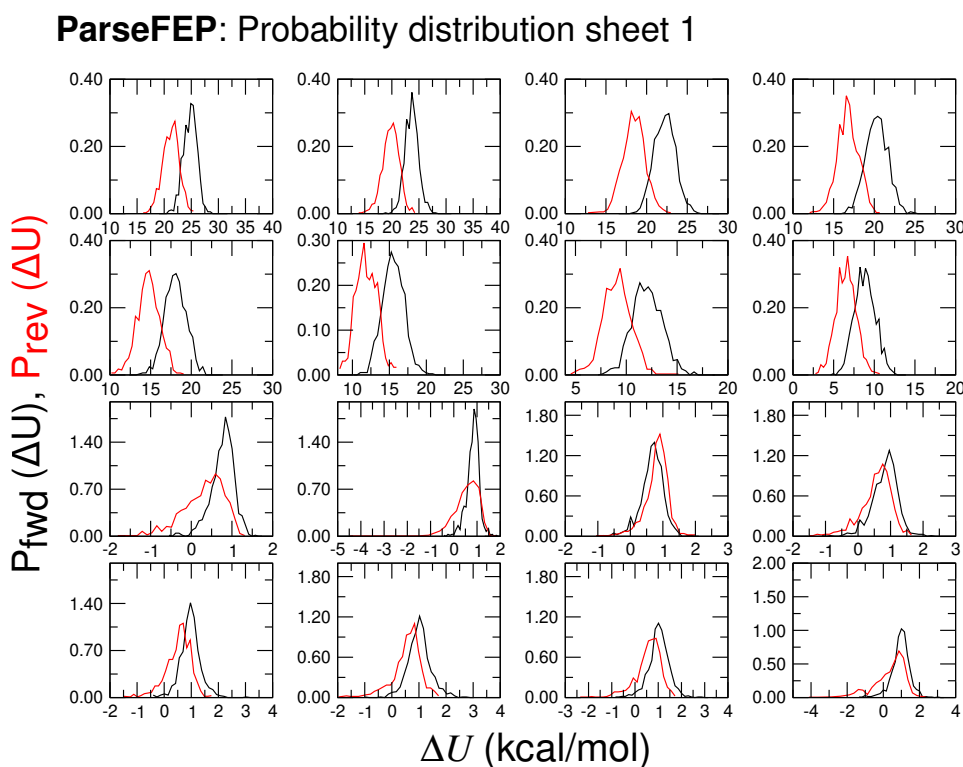 ParseFEP: Probability distribution sheet 1
Pfwd (ΔU), Prev (ΔU)
0.40 0.40 0.40 0.40
0.20 0.20 0.20 0.20
0.00 0.00 0.00 0.00
10 15 20 25 30 35 40 10 15 20 25 30 35 40 10 15 20 25 30 10 15 20 25 30
0.40 0.30 0.40 0.40
0.20 0.20 0.20
0.20 0.10
0.00 0.00 0.00 0.00
10 15 20 25 30 10 15 20 25 30 5 10 15 20 0 5 10 15 20
1.40 1.40 1.80 1.80
0.70 0.70 1.20 1.20
0.60 0.60
0.00 0.00 0.00 0.00
-2 -1 0 1 2 -5 -4 -3 -2 -1 0 1 2 -2 -1 0 1 2 3 -2 -1 0 1 2 3
1.40 1.80 1.80 2.00
1.50
0.70 1.20 1.20 1.00
0.60 0.60 0.50
0.00 0.00 0.00 0.00
-2 -1 0 1 2 3 4 -2 -1 0 1 2 3 4 -3 -2 -1 0 1 2 3 4 -4 -2 0 2 4
ΔU (kcal/mol)